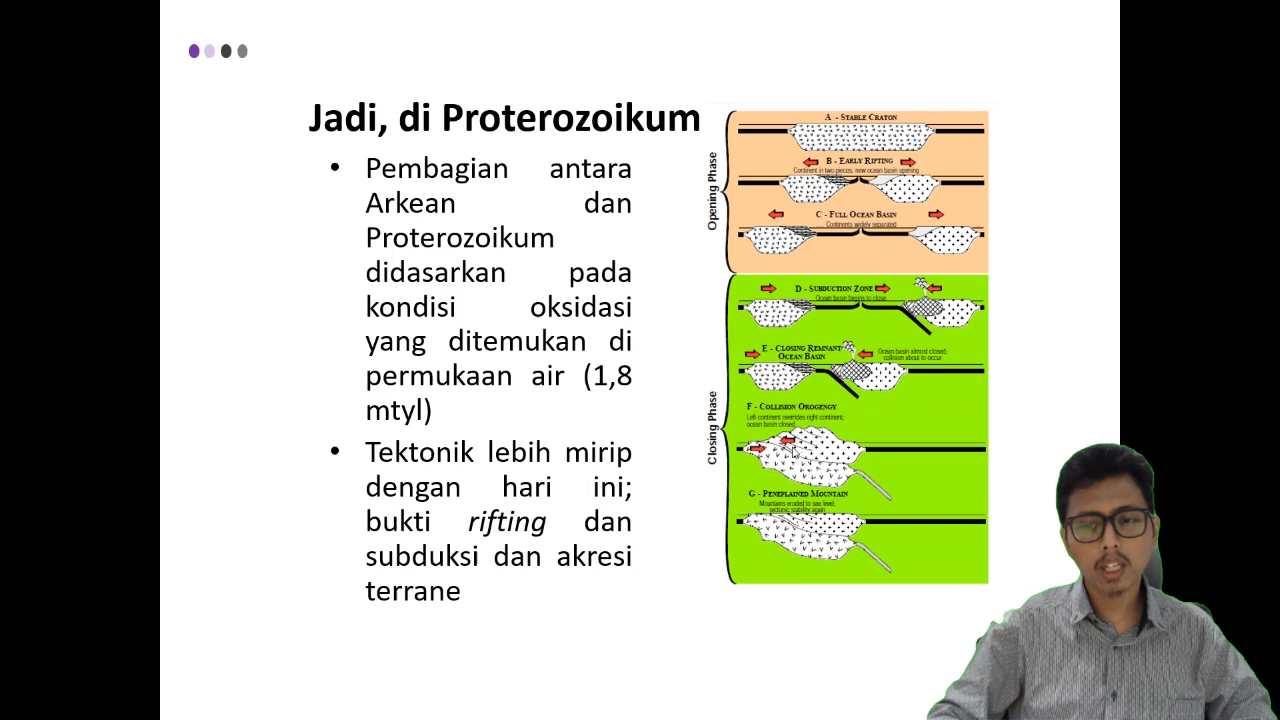 Jadi, di Proterozoikum
• Pembagian antara
Arkean dan
Proterozoikum
didasarkan pada
kondisi oksidasi
yang ditemukan di
permukaan air (1,8
mtyl)
• Tektonik lebih mirip
dengan hari ini;
bukti rifting dan
subduksi dan akresi
terrane
Opening Phase
A - STABLE CRATON
B - EARLY RIFTING
Continent in two pieces, new ocean basin opening.
C - FULL OCEAN BASIN
Continents widely separated
Closing Phase
D - SUBDUCTION ZONE
Ocean basin begins to close
E - CLOSING REMNANT
OCEAN BASIN
Ocean basin almost closed;
collision about to occur
F - COLLISION OROGENGY
Left continent overrides right continent;
ocean basin closed
G - PENEPLAINED MOUNTAIN
Mountains eroded to sea level;
tectonic stability again